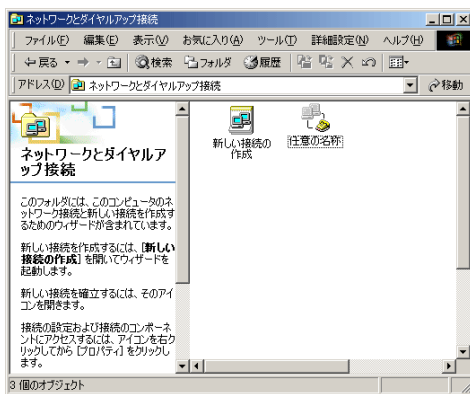 ネットワークとダイヤルアップ接続
ファイル(F) 編集(E) 表示(V) お気に入り(A) ツール(T) 詳細設定(N) ヘルプ(H)
戻る 検索 フォルダ 履歴
アドレス(D) ネットワークとダイヤルアップ接続 移動
ネットワークとダイヤルア
ップ接続
このフォルダには、このコンピュータのネ
ットワーク接続と新しい接続を作成す
るためのウィザードが含まれています。
新しい接続を作成するには、[新しい
接続の作成] を開いてウィザードを
起動します。
新しい接続を確立するには、そのアイ
コンを開きます。
接続の設定および接続のコンポーネ
ントにアクセスするには、アイコンを右ク
リックしてから [プロパティ] をクリックし
ます。
新しい接続の
作成
任意の名称
3 個のオブジェクト